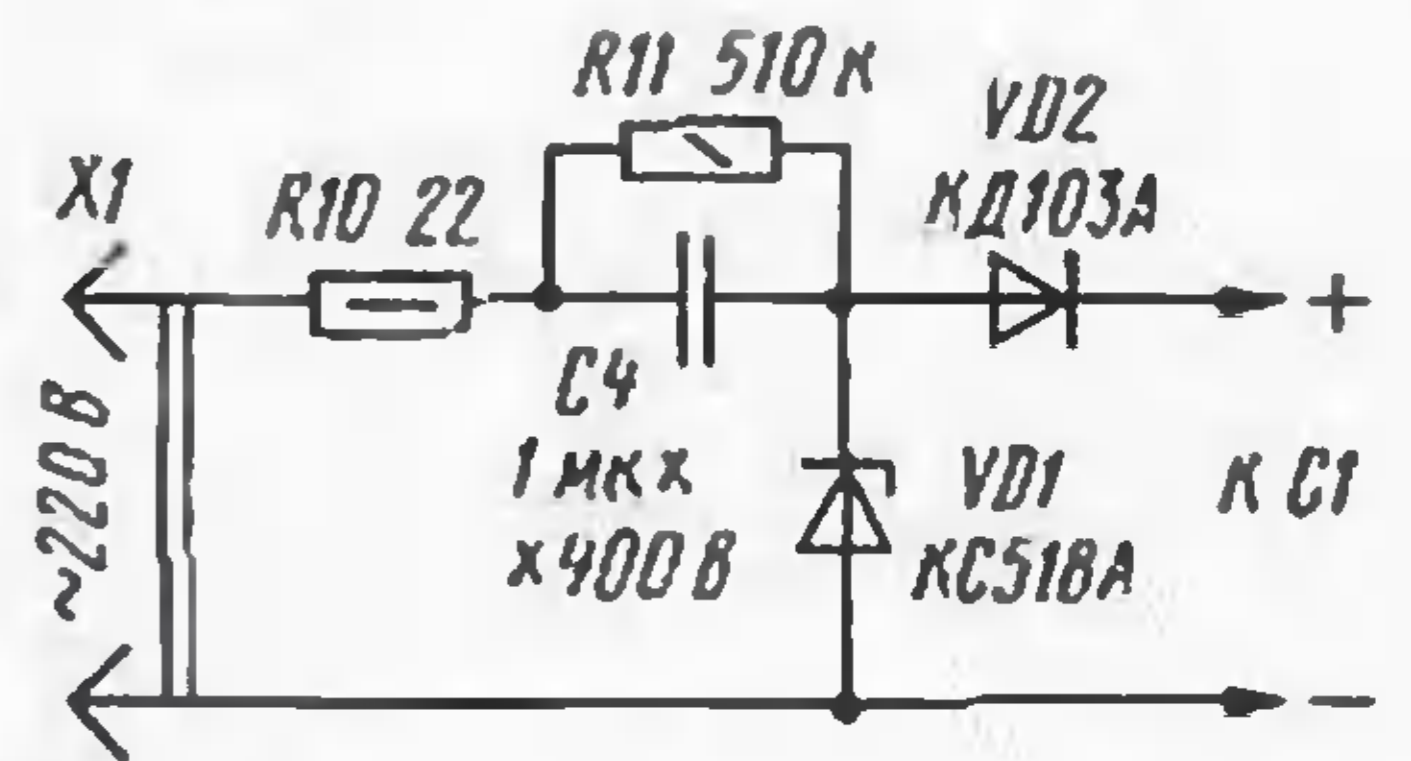 R11 510 к
VD2
КД103А
X1
R10 22
+
C4
1 мк х
х 400 В
~220 В
VD1
КС518А
К С1
−